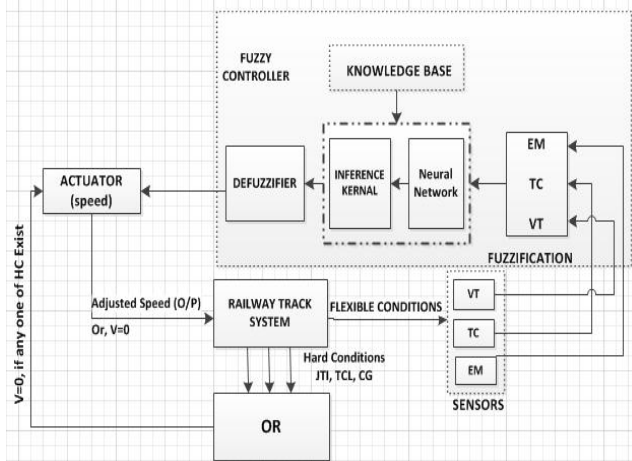 FUZZY
CONTROLLER
KNOWLEDGE BASE
EM
TC
VT
FUZZIFICATION
Neural
Network
INFERENCE
KERNAL
DEFUZZIFIER
ACTUATOR
(speed)
V=0, if any one of HC Exist
Adjusted Speed (O/P)
Or, V=0
RAILWAY TRACK
SYSTEM
FLEXIBLE CONDITIONS
VT
TC
EM
SENSORS
Hard Conditions
JTI, TCL, CG
OR